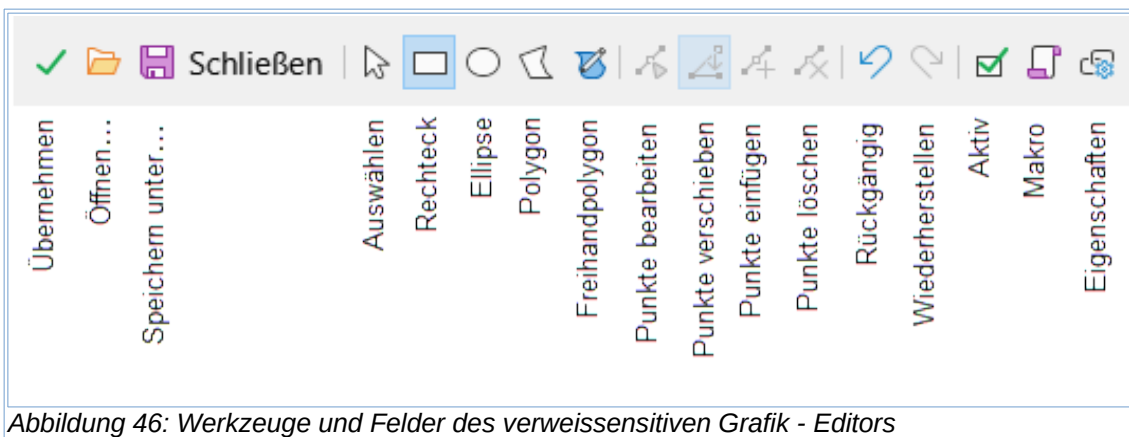 Schließen
Übernehmen
Öffnen...
Speichern unter...
Auswählen
Rechteck
Ellipse
Polygon
Freihandpolygon
Punkte bearbeiten
Punkte verschieben
Punkte einfügen
Punkte löschen
Rückgängig
Wiederherstellen
Aktiv
Makro
Eigenschaften
Abbildung 46: Werkzeuge und Felder des verweissensitiven Grafik - Editors